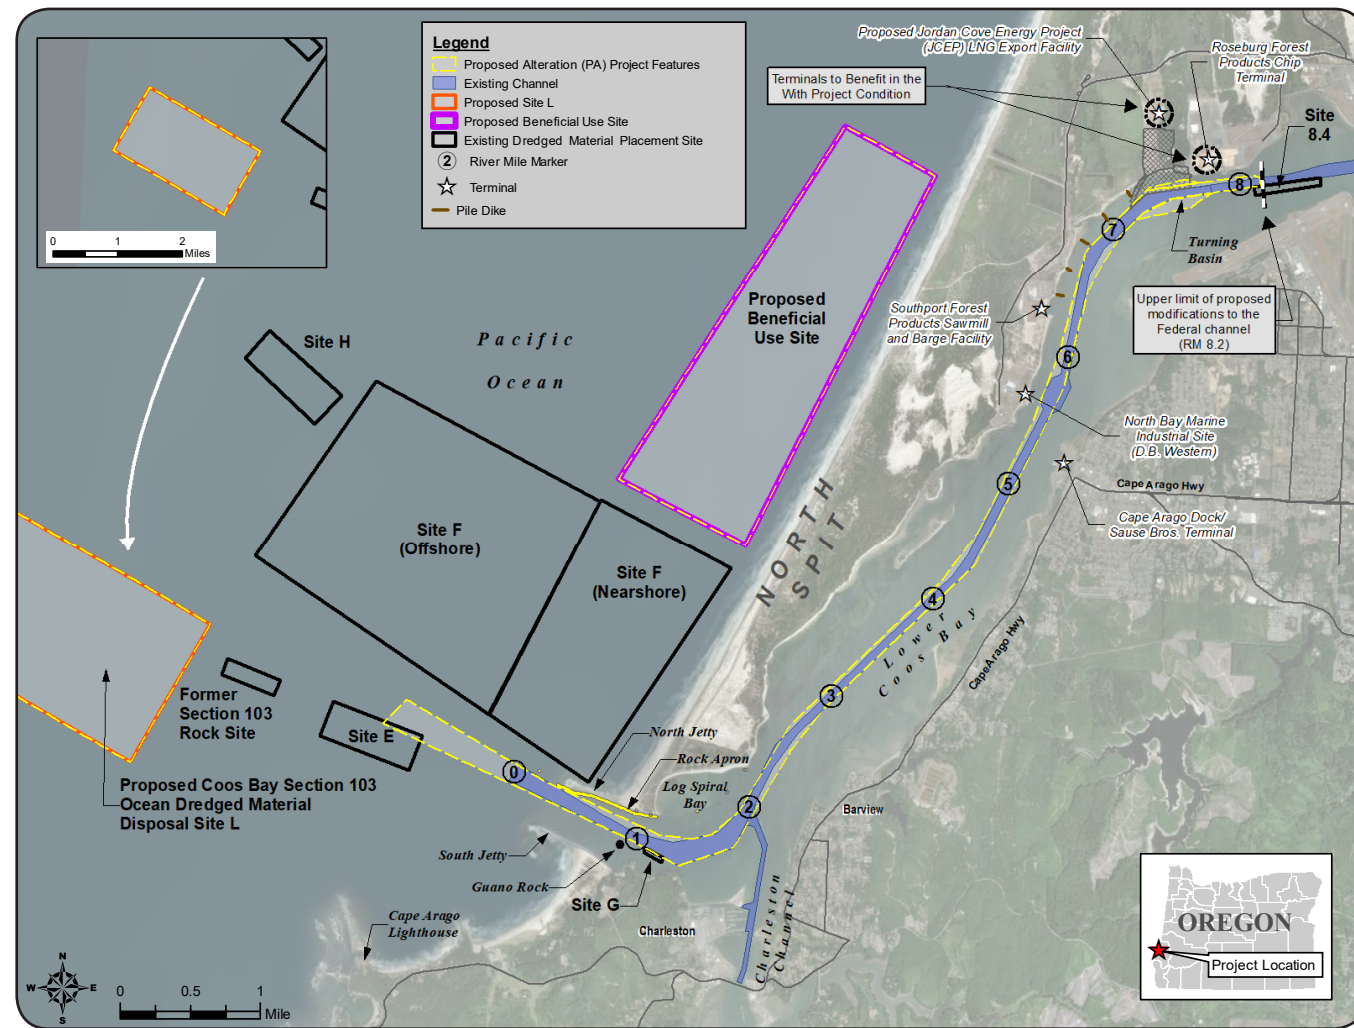 Legend
Proposed Alteration (PA) Project Features
Existing Channel
Proposed Site L
Proposed Beneficial Use Site
Existing Dredged Material Placement Site
2 River Mile Marker
Terminal
Pile Dike
0 1 2
Miles
Proposed Jordan Cove Energy Project
(JCEP) LNG Export Facility
Roseburg Forest
Products Chip
Terminal
Terminals to Benefit in the
With Project Condition
Site
8.4
8
7
Turning
Basin
Upper limit of proposed
modifications to the
Federal channel
(RM 8.2)
Southport Forest
Products Sawmill
and Barge Facility
6
North Bay Marine
Industrial Site
(D.B. Western)
5
Cape Arago Hwy
Cape Arago Dock/
Sause Bros. Terminal
Proposed
Beneficial
Use Site
Pacific
Ocean
Site H
Site F
(Offshore)
Site F
(Nearshore)
NORTH
SPIT
4
Lower
Coos Bay
Cape Arago Hwy
3
Former
Section 103
Rock Site
Site E
Proposed Coos Bay Section 103
Ocean Dredged Material
Disposal Site L
0
North Jetty
Rock Apron
Log Spiral
Bay
2
Barview
1
South Jetty
Guano Rock
Site G
Charleston
Charleston
Channel
Cape Arago
Lighthouse
N
W E
S
0 0.5 1
Mile
OREGON
Project Location